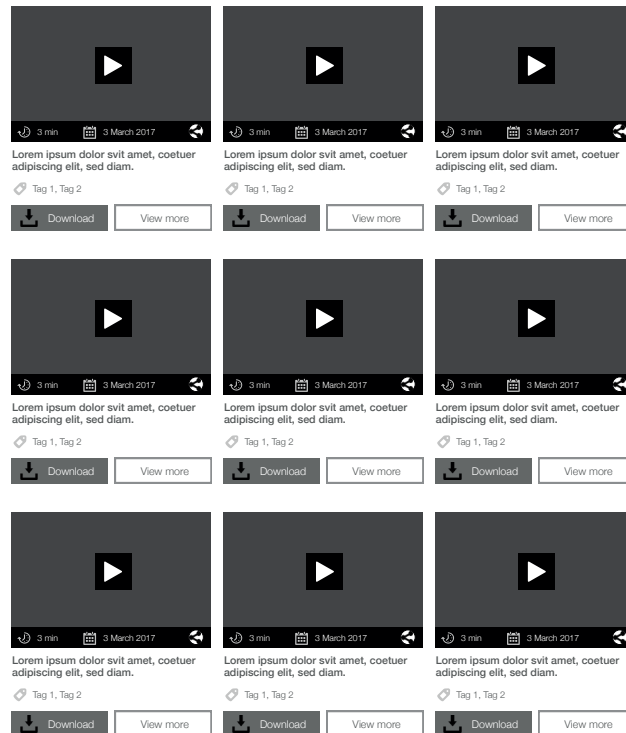 3 min 3 March 2017 3 min 3 March 2017 3 min 3 March 2017
Lorem ipsum dolor svit amet, coetuer Lorem ipsum dolor svit amet, coetuer Lorem ipsum dolor svit amet, coetuer
adipiscing elit, sed diam. adipiscing elit, sed diam. adipiscing elit, sed diam.
Tag 1, Tag 2 Tag 1, Tag 2 Tag 1, Tag 2
Download View more Download View more Download View more
3 min 3 March 2017 3 min 3 March 2017 3 min 3 March 2017
Lorem ipsum dolor svit amet, coetuer Lorem ipsum dolor svit amet, coetuer Lorem ipsum dolor svit amet, coetuer
adipiscing elit, sed diam. adipiscing elit, sed diam. adipiscing elit, sed diam.
Tag 1, Tag 2 Tag 1, Tag 2 Tag 1, Tag 2
Download View more Download View more Download View more
3 min 3 March 2017 3 min 3 March 2017 3 min 3 March 2017
Lorem ipsum dolor svit amet, coetuer Lorem ipsum dolor svit amet, coetuer Lorem ipsum dolor svit amet, coetuer
adipiscing elit, sed diam. adipiscing elit, sed diam. adipiscing elit, sed diam.
Tag 1, Tag 2 Tag 1, Tag 2 Tag 1, Tag 2
Download View more Download View more Download View more